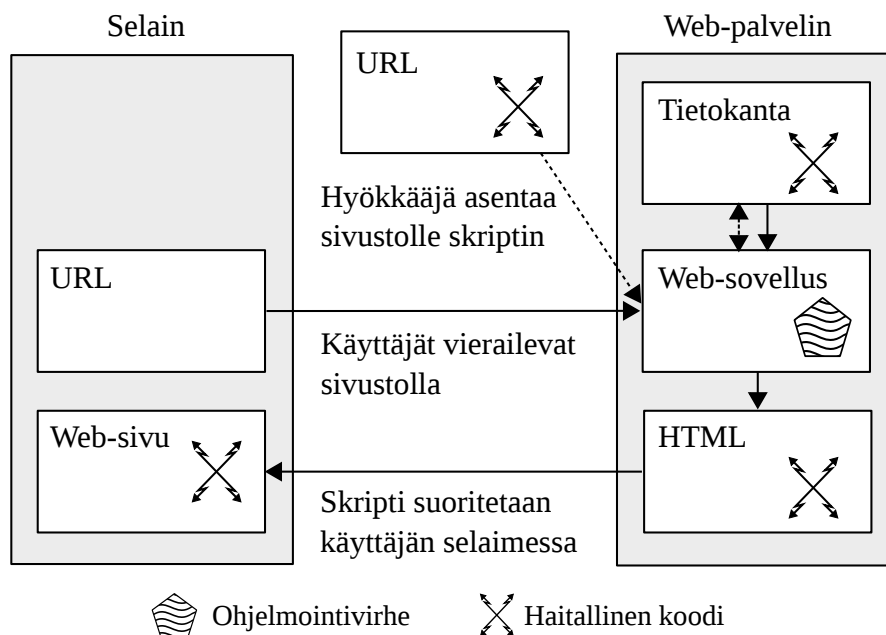 Selain
URL
Web-palvelin
Tietokanta
Hyökkääjä asentaa
sivustolle skriptin
URL
Web-sovellus
Käyttäjät vierailevat
sivustolla
Web-sivu
HTML
Skripti suoritetaan
käyttäjän selaimessa
Ohjelmointivirhe
Haitallinen koodi